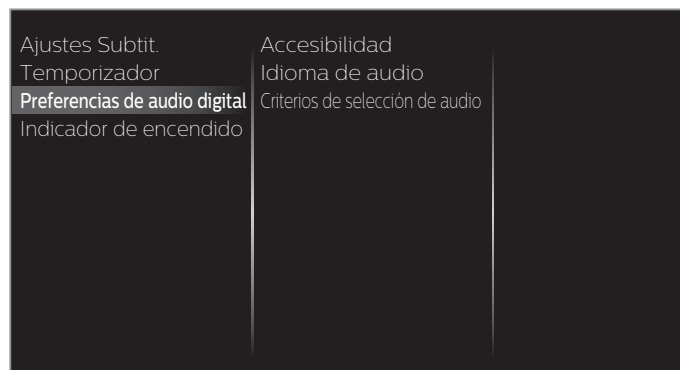 Ajustes Subtit.
Temporizador
Preferencias de audio digital
Indicador de encendido
Accesibilidad
Idioma de audio
Criterios de selección de audio